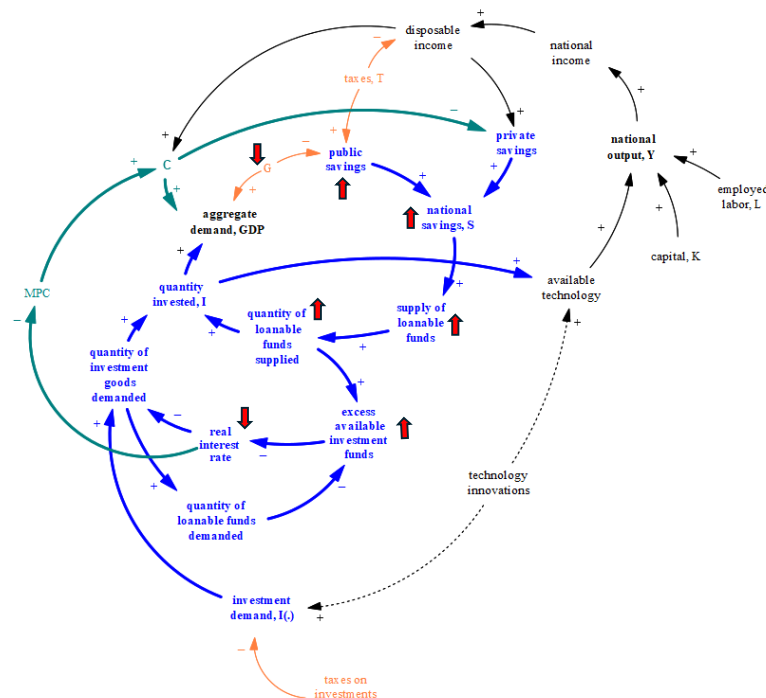 disposable
income
national
income
taxes, T
private
savings
C
public
savings
G
national
output, Y
employed
labor, L
aggregate
demand, GDP
national
savings, S
capital, K
MPC
quantity
invested, I
available
technology
quantity of
loanable
funds
supplied
supply of
loanable
funds
quantity of
investment
goods
demanded
real
interest
rate
excess
available
investment
funds
technology
innovations
quantity of
loanable funds
demanded
investment
demand, I(.)
taxes on
investments